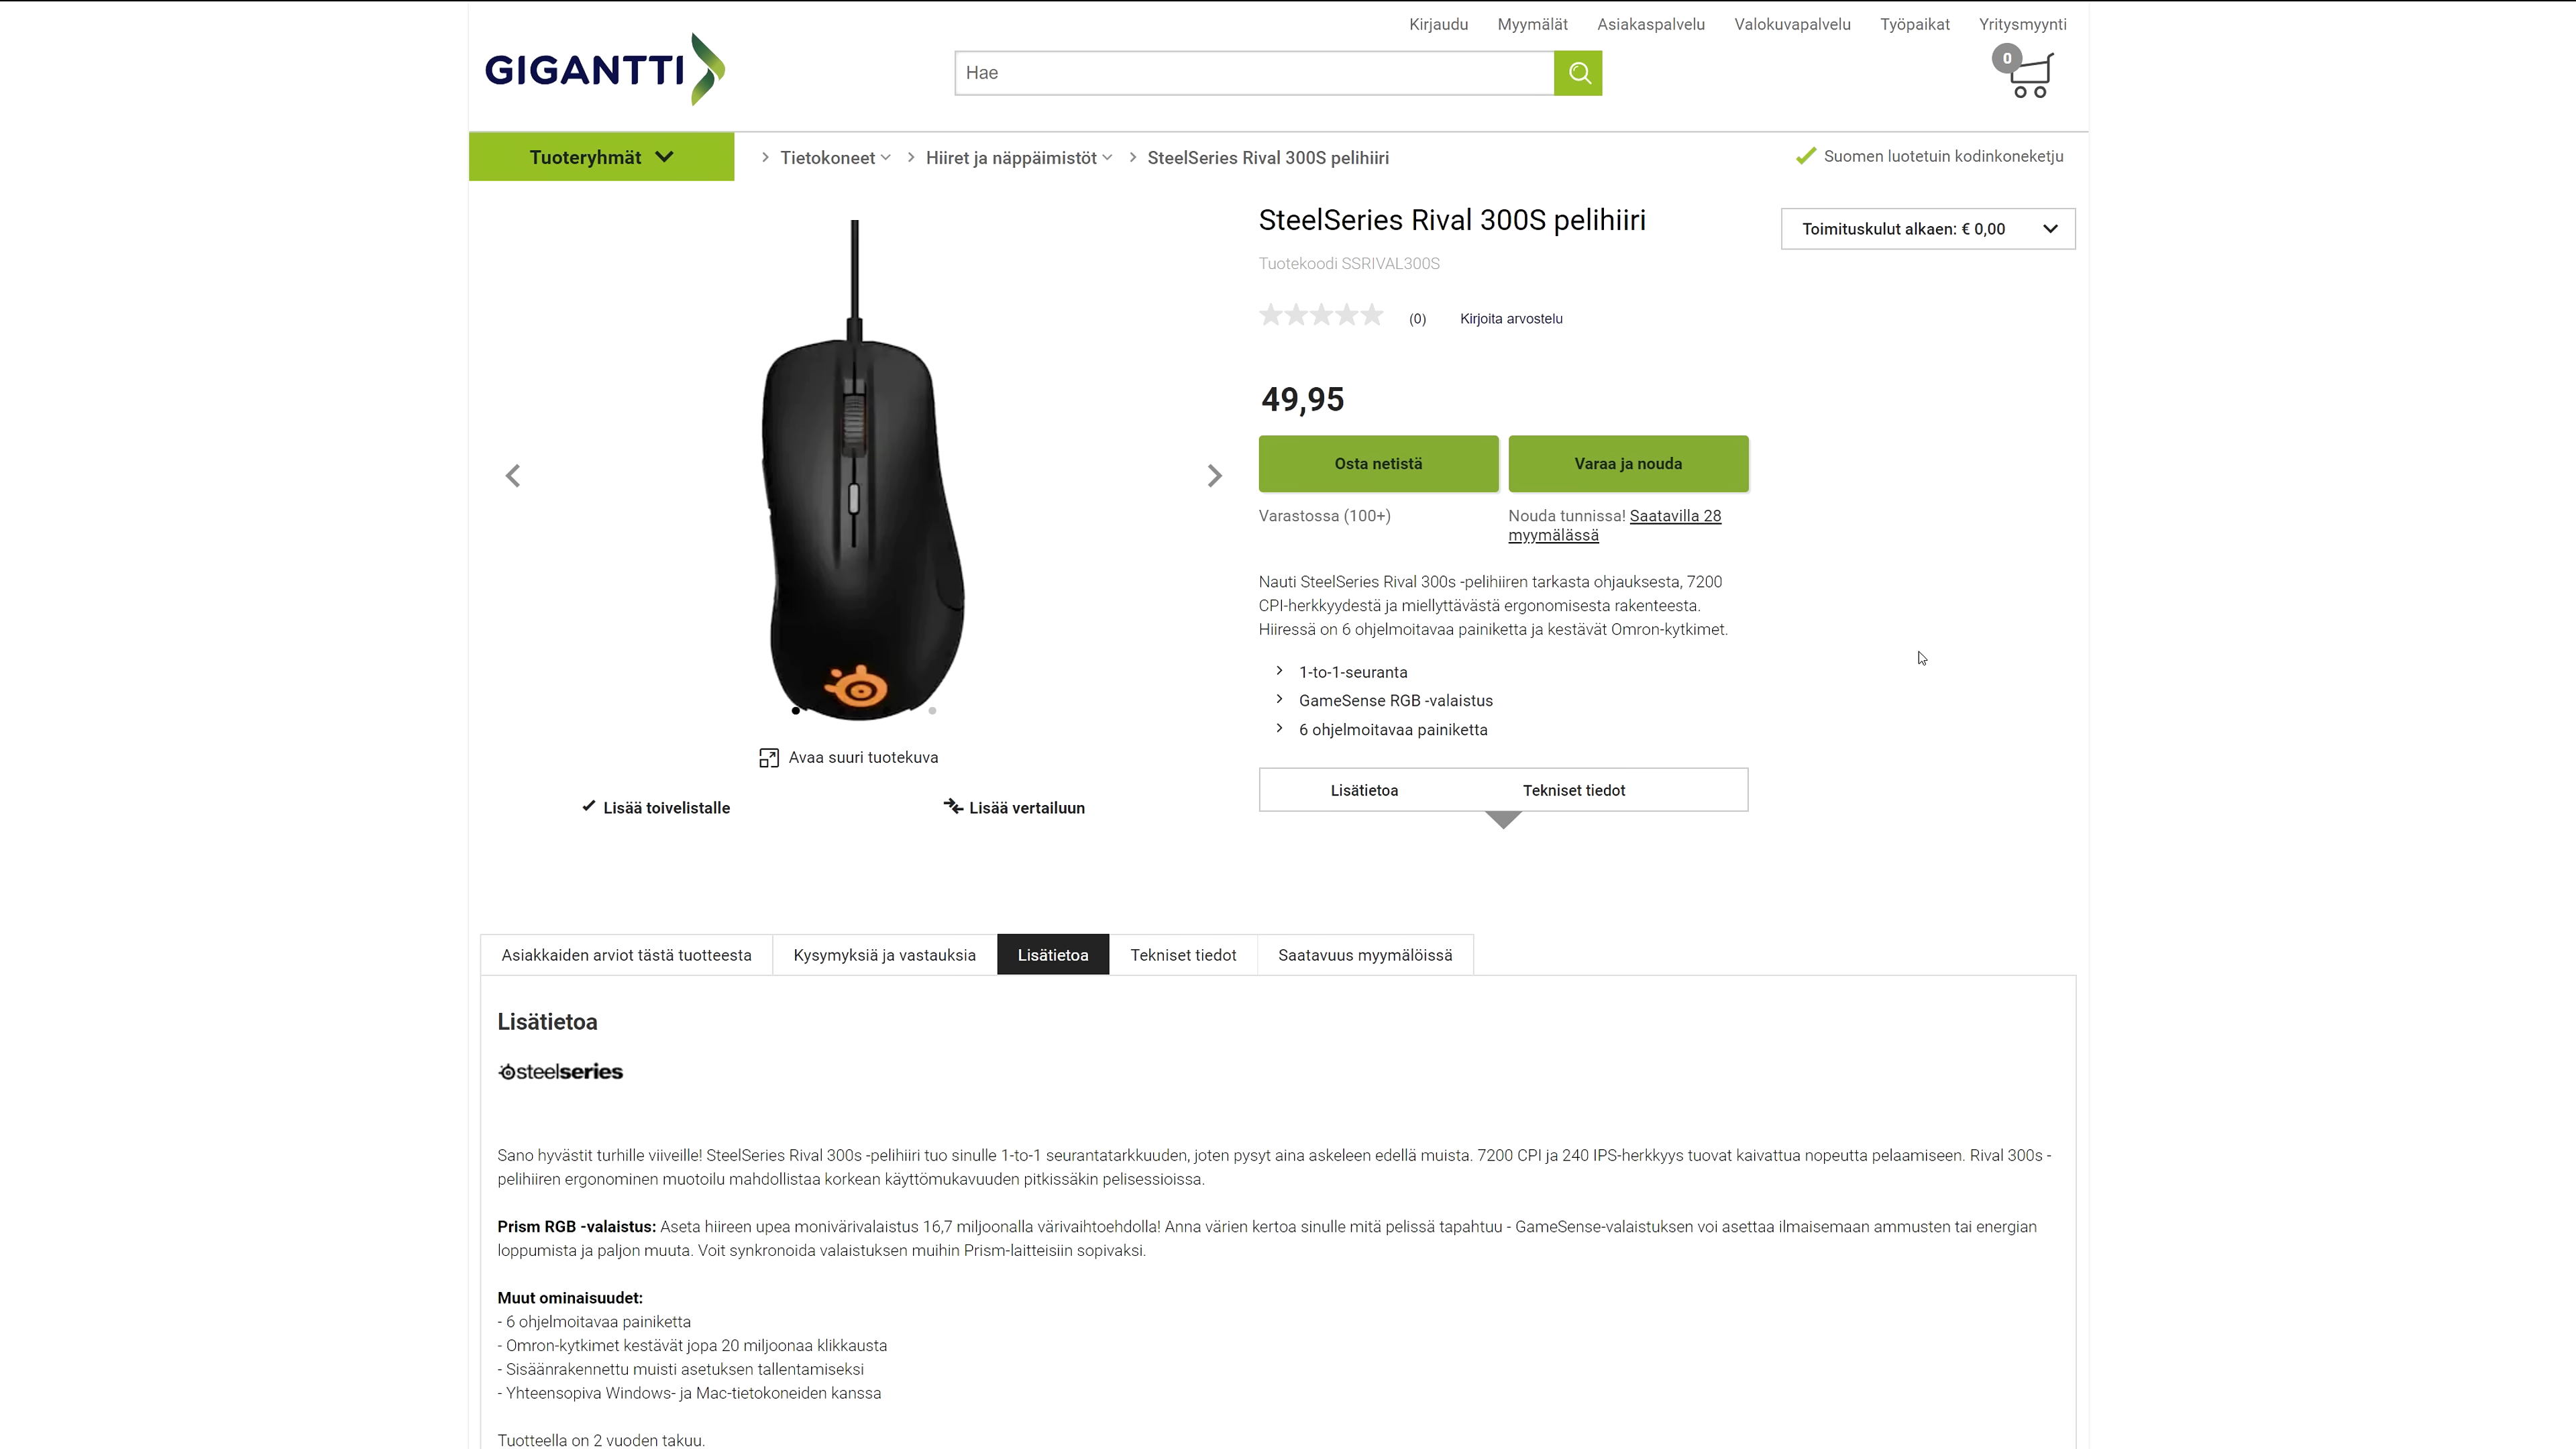 Kirjaudu Myymälät Asiakaspalvelu Valokuvapalvelu Työpaikat Yritysmyynti
GIGANTTI
Hae
0
Tuoteryhmät
Tietokoneet
Hiiret ja näppäimistöt
SteelSeries Rival 300S pelihiiri
Suomen luotetuin kodinkoneketju
SteelSeries Rival 300S pelihiiri
Toimituskulut alkaen: € 0,00
Tuotekoodi SSRIVAL300S
(0) Kirjoita arvostelu
49,95
Osta netistä
Varaa ja nouda
Varastossa (100+)
Nouda tunnissa! Saatavilla 28
myymälässä
Nauti SteelSeries Rival 300s -pelihiiren tarkasta ohjauksesta, 7200
CPI-herkkyydestä ja miellyttävästä ergonomisesta rakenteesta.
Hiiressä on 6 ohjelmoitavaa painiketta ja kestävät Omron-kytkimet.
1-to-1-seuranta
GameSense RGB -valaistus
6 ohjelmoitavaa painiketta
Avaa suuri tuotekuva
Lisää toivelistalle
Lisää vertailuun
Lisätietoa
Tekniset tiedot
Asiakkaiden arviot tästä tuotteesta
Kysymyksiä ja vastauksia
Lisätietoa
Tekniset tiedot
Saatavuus myymälöissä
Lisätietoa
steelseries
Sano hyvästit turhille viiveille! SteelSeries Rival 300s -pelihiiri tuo sinulle 1-to-1 seurantatarkkuuden, joten pysyt aina askeleen edellä muista. 7200 CPI ja 240 IPS-herkkyys tuovat kaivattua nopeutta pelaamiseen. Rival 300s -
pelihiiren ergonominen muotoilu mahdollistaa korkean käyttömukavuuden pitkissäkin pelisessioissa.
Prism RGB -valaistus: Aseta hiireen upea monivärivalaistus 16,7 miljoonalla värivaihtoehdolla! Anna värien kertoa sinulle mitä pelissä tapahtuu - GameSense-valaistuksen voi asettaa ilmaisemaan ammusten tai energian
loppumista ja paljon muuta. Voit synkronoida valaistuksen muihin Prism-laitteisiin sopivaksi.
Muut ominaisuudet:
- 6 ohjelmoitavaa painiketta
- Omron-kytkimet kestävät jopa 20 miljoonaa klikkausta
- Sisäänrakennettu muisti asetuksen tallentamiseksi
- Yhteensopiva Windows- ja Mac-tietokoneiden kanssa
Tuotteella on 2 vuoden takuu.